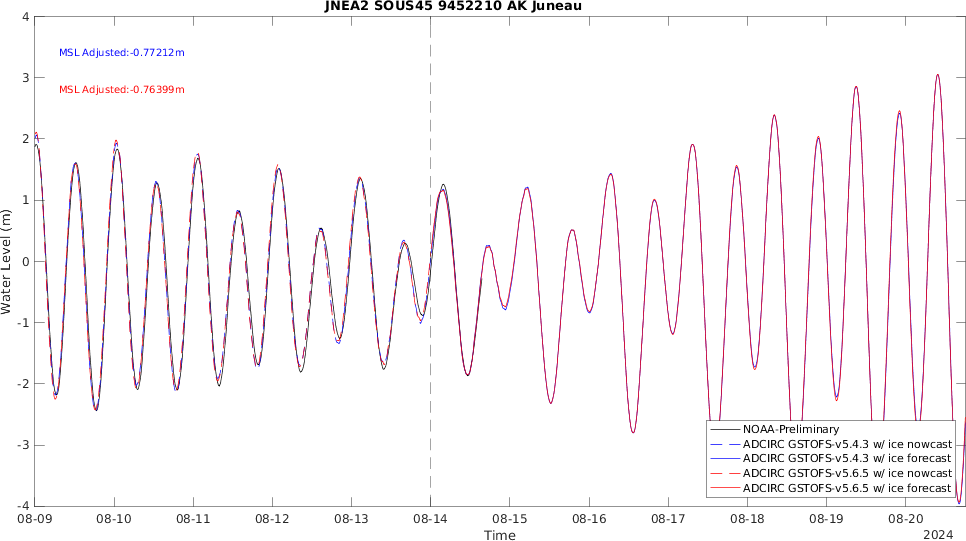 JNEA2 SOUS45 9452210 AK Juneau
MSL Adjusted:-0.77212m
MSL Adjusted:-0.76399m
Water Level (m)
4
3
2
1
0
-1
-2
-3
-4
NOAA-Preliminary
ADCIRC GSTOFS-v5.4.3 w/ ice nowcast
ADCIRC GSTOFS-v5.4.3 w/ ice forecast
ADCIRC GSTOFS-v5.6.5 w/ ice nowcast
ADCIRC GSTOFS-v5.6.5 w/ ice forecast
08-09 08-10 08-11 08-12 08-13 08-14 08-15 08-16 08-17 08-18 08-19 08-20
Time
2024